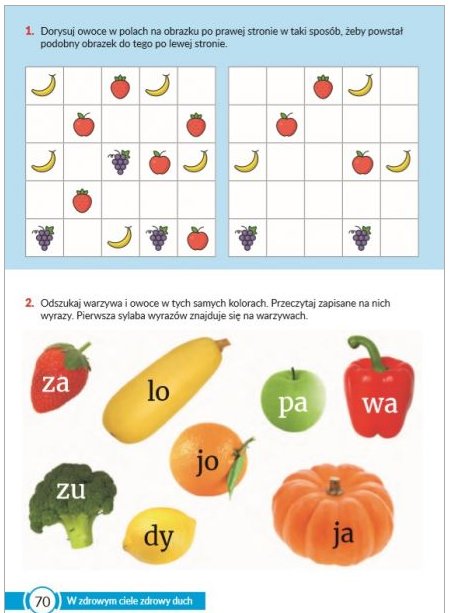 1. Dorysuj owoce w polach na obrazku po prawej stronie w taki sposób, żeby powstał
podobny obrazek do tego po lewej stronie.
2. Odszukaj warzywa i owoce w tych samych kolorach. Przeczytaj zapisane na nich
wyrazy. Pierwsza sylaba wyrazów znajduje się na warzywach.
za
lo
pa
wa
jo
zu
dy
ja
70 W zdrowym ciele zdrowy duch